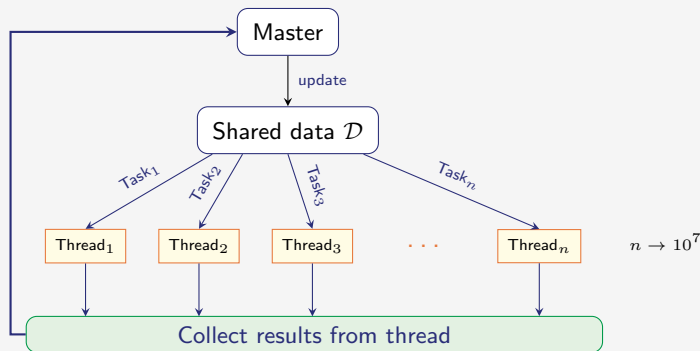 Master
update
Shared data 𝒟
Task₁
Task₂
Task₃
Taskₙ
Thread₁
Thread₂
Thread₃
· · ·
Threadₙ
n → 10⁷
Collect results from thread